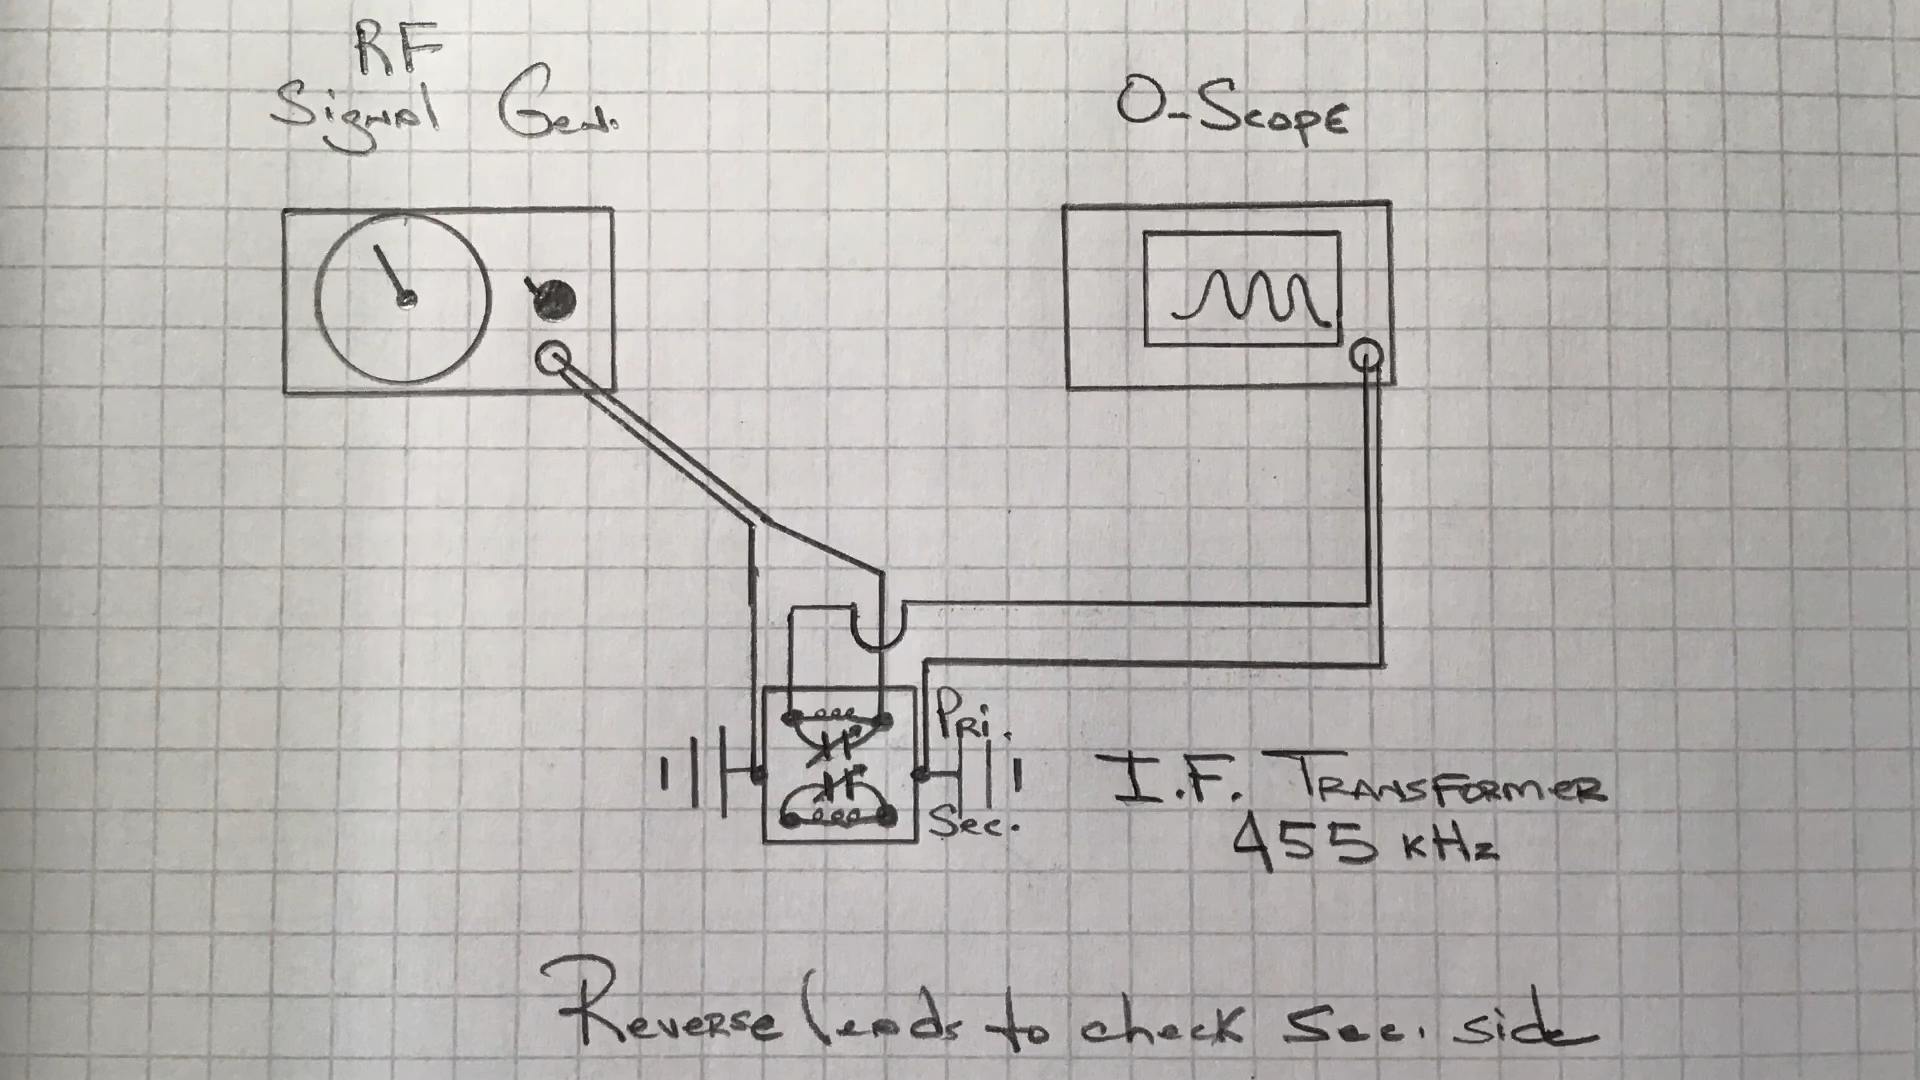 RF
Signal Gen.
O-Scope
Pri.
Sec.
I.F. TRANSFORMER
455 kHz
Reverse leads to check Sec. side